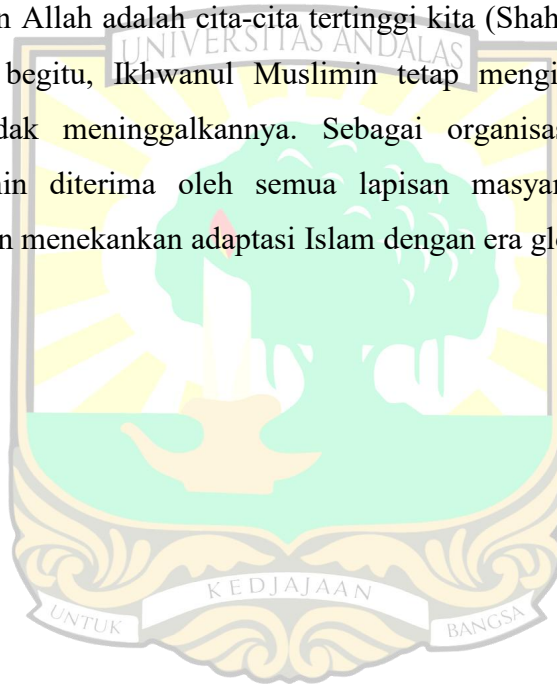 n Allah adalah cita-cita tertinggi kita (Shah
UNIVERSITAS ANDALAS
begitu, Ikhwanul Muslimin tetap mengi
dak meninggalkannya. Sebagai organisas
in diterima oleh semua lapisan masyar
n menekankan adaptasi Islam dengan era glo
KEDJAJAAN
UNTUK
BANGSA